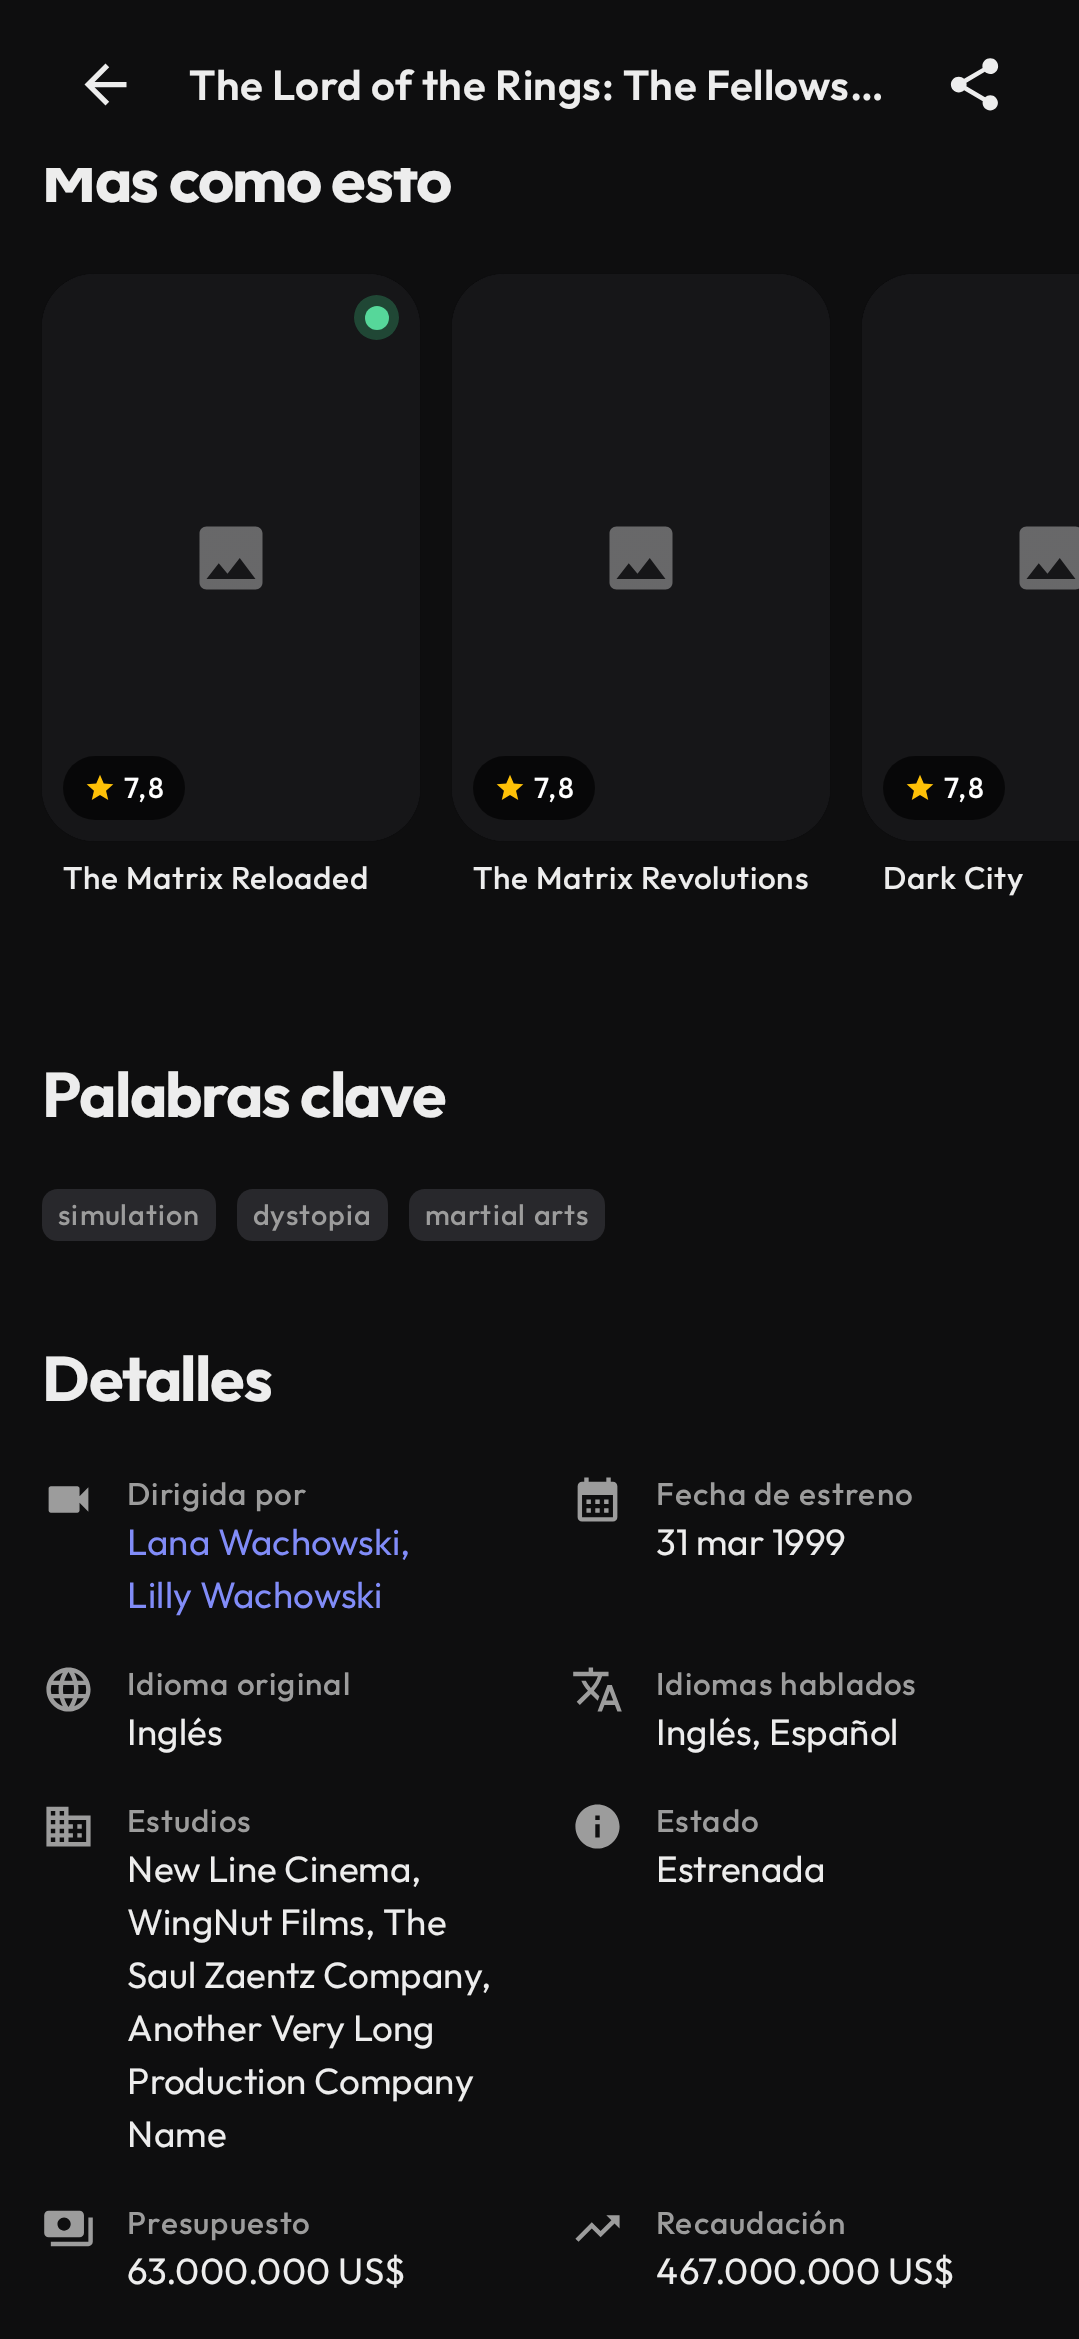 The Lord of the Rings: The Fellows...
Mas como esto
7,8
7,8
7,8
The Matrix Reloaded
The Matrix Revolutions
Dark City
Palabras clave
simulation
dystopia
martial arts
Detalles
Dirigida por
Lana Wachowski,
Lilly Wachowski
Fecha de estreno
31 mar 1999
Idioma original
Inglés
Idiomas hablados
Inglés, Español
Estudios
New Line Cinema,
WingNut Films, The
Saul Zaentz Company,
Another Very Long
Production Company
Name
Estado
Estrenada
Presupuesto
63.000.000 US$
Recaudación
467.000.000 US$